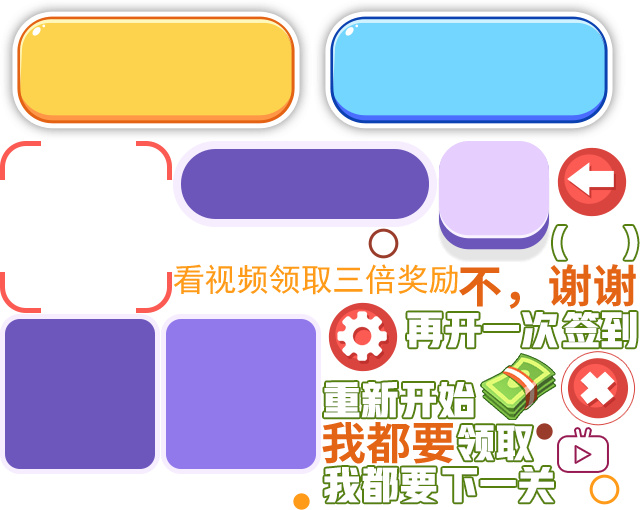 ( )
看视频领取三倍奖励
不，谢谢
再开一次签到
重新开始
我都要
领取
我都要下一关